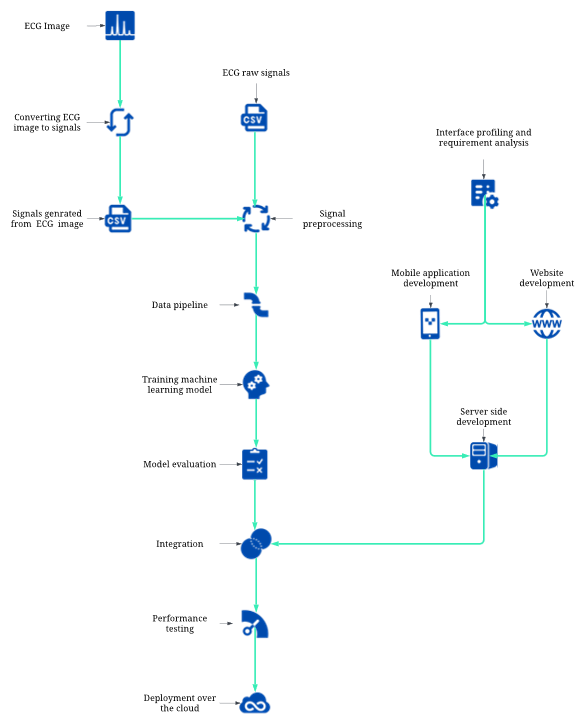 ECG Image
ECG raw signals
Converting ECG
image to signals
CSV
Interface profiling and
requirement analysis
Signals genrated
from ECG image
CSV
Signal
preprocessing
Mobile application
development
Website
development
Data pipeline
WWW
Training machine
learning model
Server side
development
Model evaluation
Integration
Performance
testing
Deployment over
the cloud